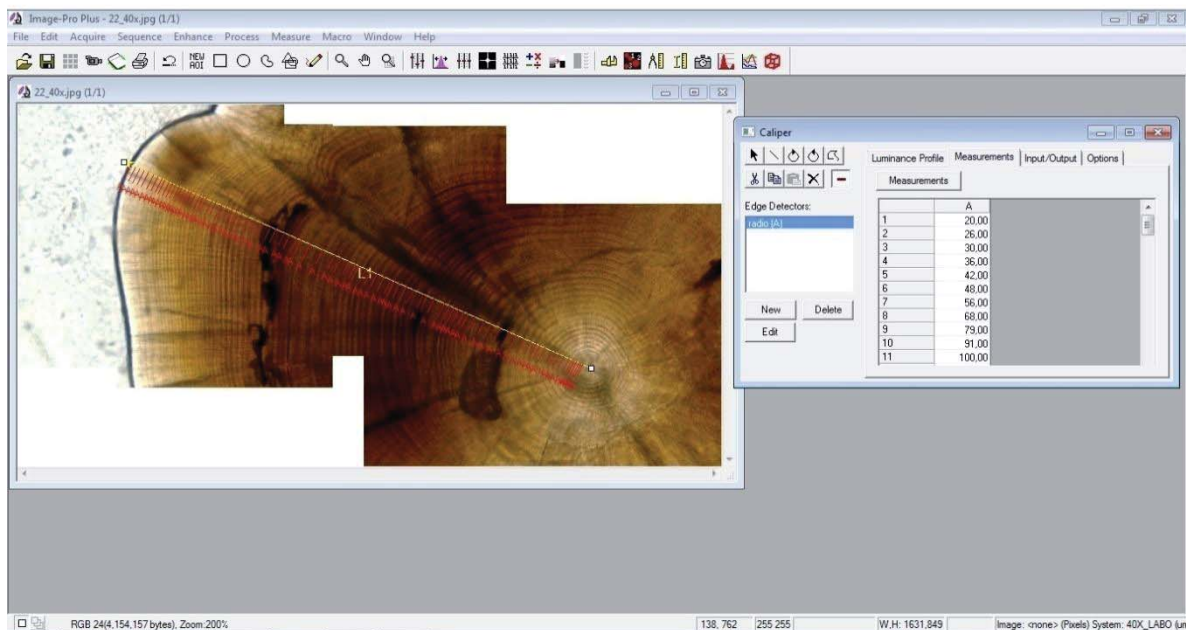 Image-Pro Plus - 22_40x.jpg (1/1)
File Edit Acquire Sequence Enhance Process Measure Macro Window Help
NEW
AOI
22_40x.jpg (1/1)
L1
Caliper
Luminance Profile Measurements Input/Output Options
Measurements
Edge Detectors:
radio (A)
New Delete
Edit
A
1 20,00
2 26,00
3 30,00
4 36,00
5 42,00
6 48,00
7 56,00
8 68,00
9 79,00
10 91,00
11 100,00
RGB 24(4,154,157 bytes), Zoom:200% 138, 762 255 255 W,H: 1631,849 Image: <none> (Pixels) System: 40X_LABO